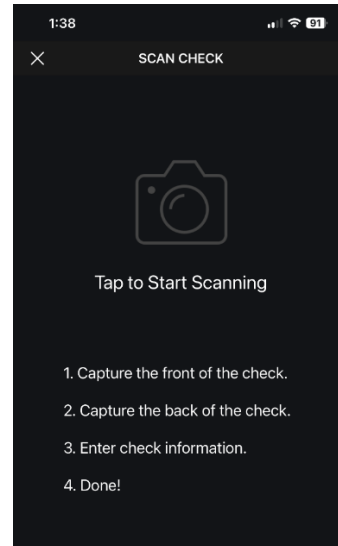 1:38
91
SCAN CHECK
Tap to Start Scanning
1. Capture the front of the check.
2. Capture the back of the check.
3. Enter check information.
4. Done!